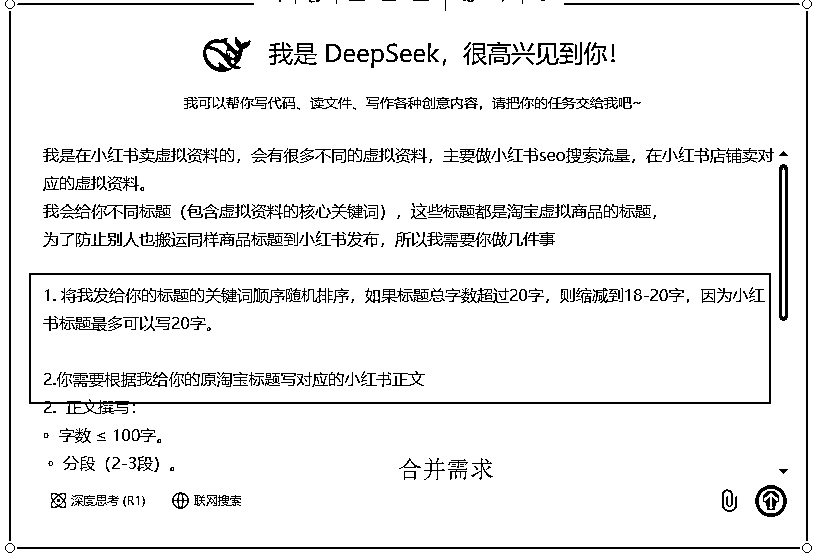 我是 DeepSeek，很高兴见到你！
我可以帮你写代码、读文件、写作各种创意内容，请把你的任务交给我吧~
我是在小红书卖虚拟资料的，会有很多不同的虚拟资料，主要做小红书seo搜索流量，在小红书店铺卖对
应的虚拟资料。
我会给你不同标题（包含虚拟资料的核心关键词），这些标题都是淘宝虚拟商品的标题，
为了防止别人也搬运同样商品标题到小红书发布，所以我需要你做几件事
1. 将我发给你的标题的关键词顺序随机排序，如果标题总字数超过20字，则缩减到18-20字，因为小红
书标题最多可以写20字。
2.你需要根据我给你的原淘宝标题写对应的小红书正文
2. 正文撰写：
◦ 字数 ≤ 100字。
◦ 分段（2-3段）。
合并需求
深度思考 (R1) 联网搜索